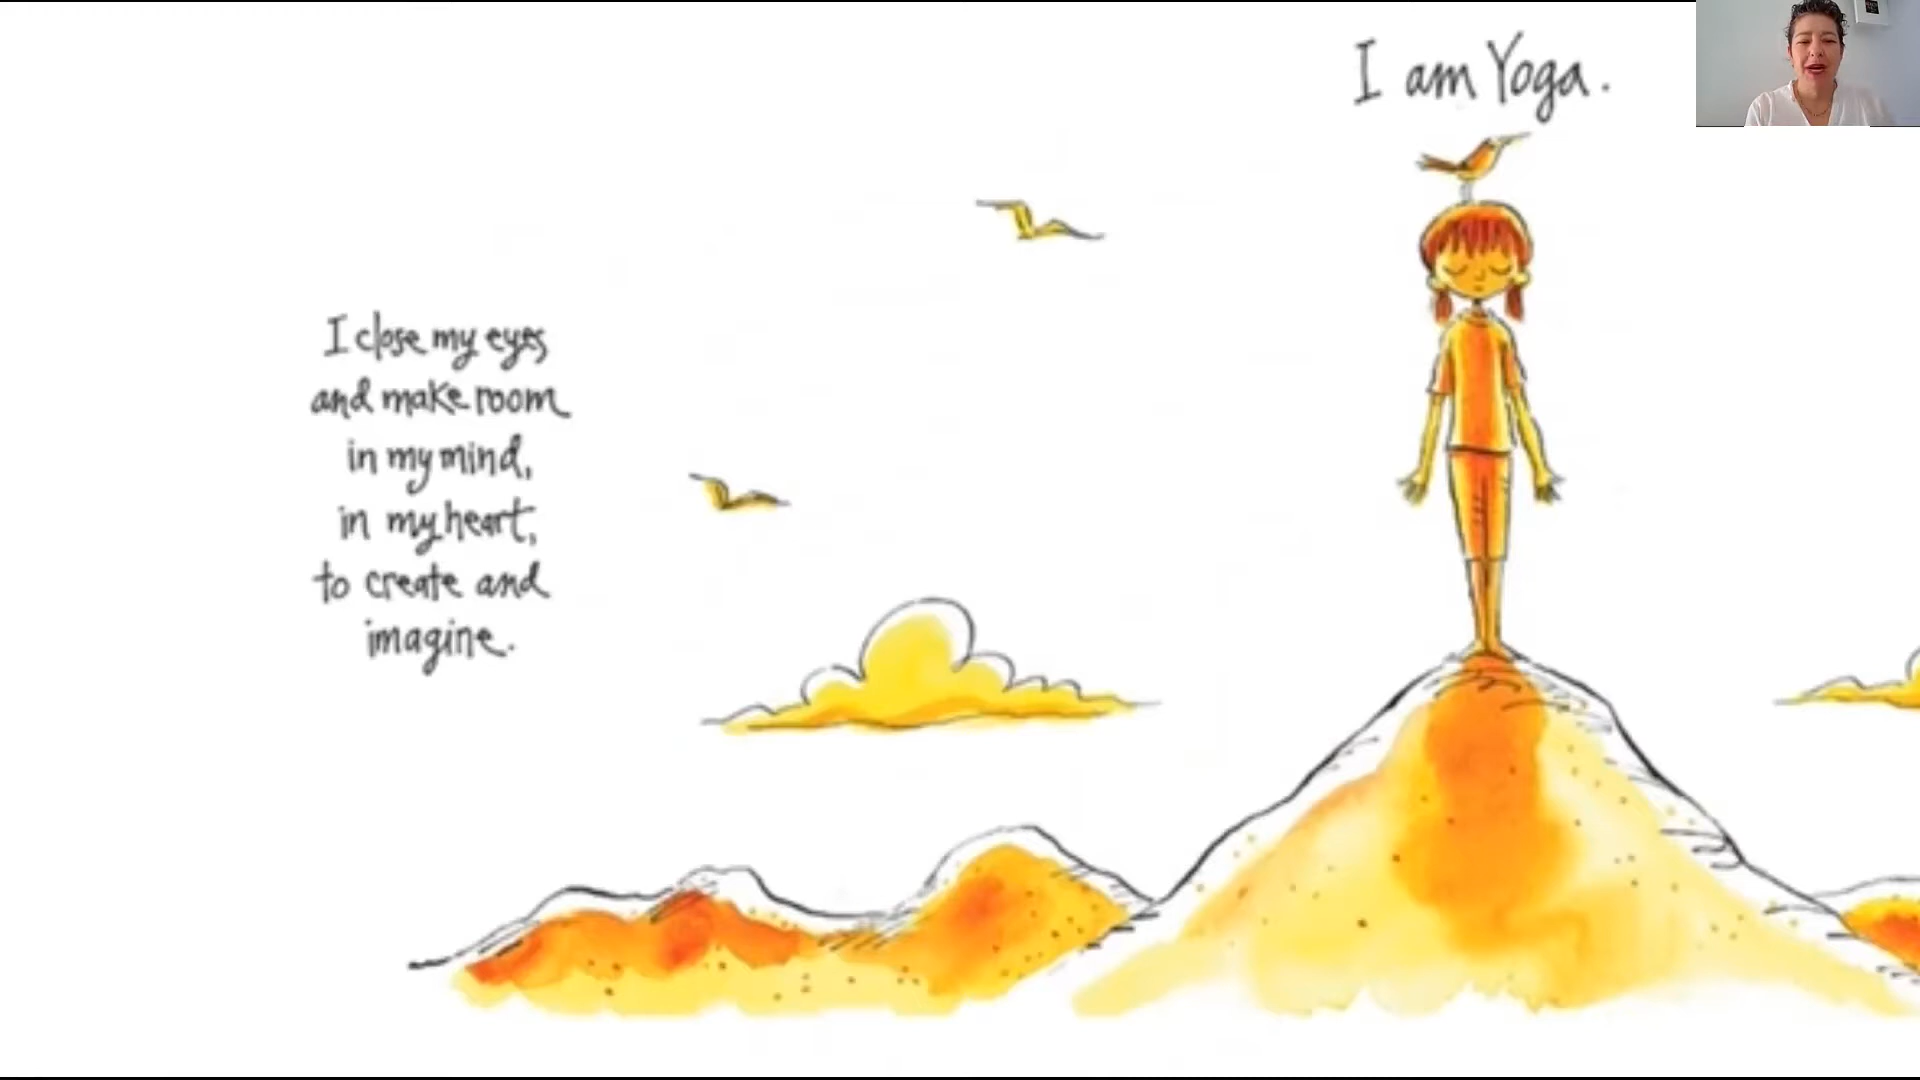 I close my eyes
and make room
in my mind,
in my heart,
to create and
imagine.
I am Yoga.